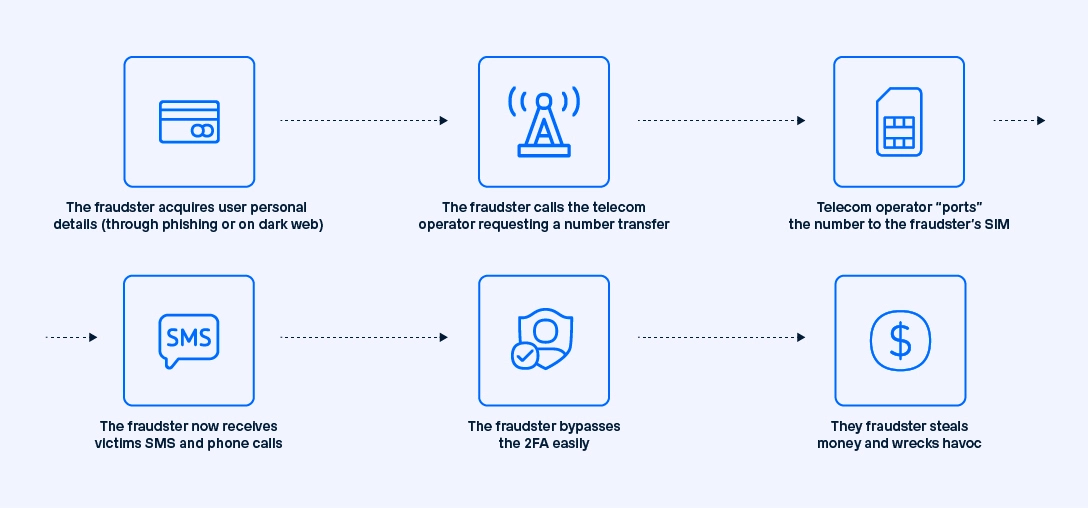 The fraudster acquires user personal
details (through phishing or on dark web)
The fraudster calls the telecom
operator requesting a number transfer
Telecom operator "ports"
the number to the fraudster's SIM
SMS
The fraudster now receives
victims SMS and phone calls
The fraudster bypasses
the 2FA easily
$
They fraudster steals
money and wrecks havoc